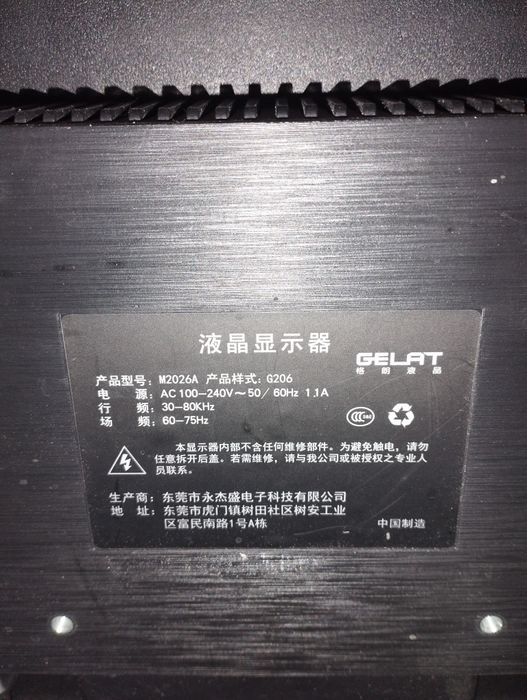 液晶显示器
GELAT
格朗液晶
产品型号: M2026A 产品样式: G206
电 源: AC 100-240V～50/60Hz 1.1A
行 频: 30-80KHz
场 频: 60-75Hz
本显示器内部不含任何维修部件。为避免触电，请勿
任意拆开后盖。若需维修，请与我公司或被授权之专业人
员联系。
生产商: 东莞市永杰盛电子科技有限公司
地 址: 东莞市虎门镇树田社区树安工业
区富民南路1号A栋
中国制造